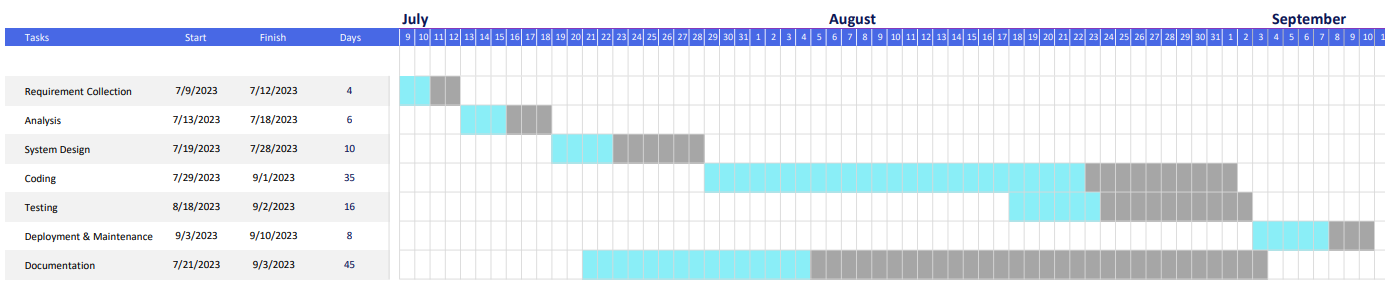 July August September
Tasks Start Finish Days 9 10 11 12 13 14 15 16 17 18 19 20 21 22 23 24 25 26 27 28 29 30 31 1 2 3 4 5 6 7 8 9 10 11 12 13 14 15 16 17 18 19 20 21 22 23 24 25 26 27 28 29 30 31 1 2 3 4 5 6 7 8 9 10 1
Requirement Collection 7/9/2023 7/12/2023 4
Analysis 7/13/2023 7/18/2023 6
System Design 7/19/2023 7/28/2023 10
Coding 7/29/2023 9/1/2023 35
Testing 8/18/2023 9/2/2023 16
Deployment & Maintenance 9/3/2023 9/10/2023 8
Documentation 7/21/2023 9/3/2023 45